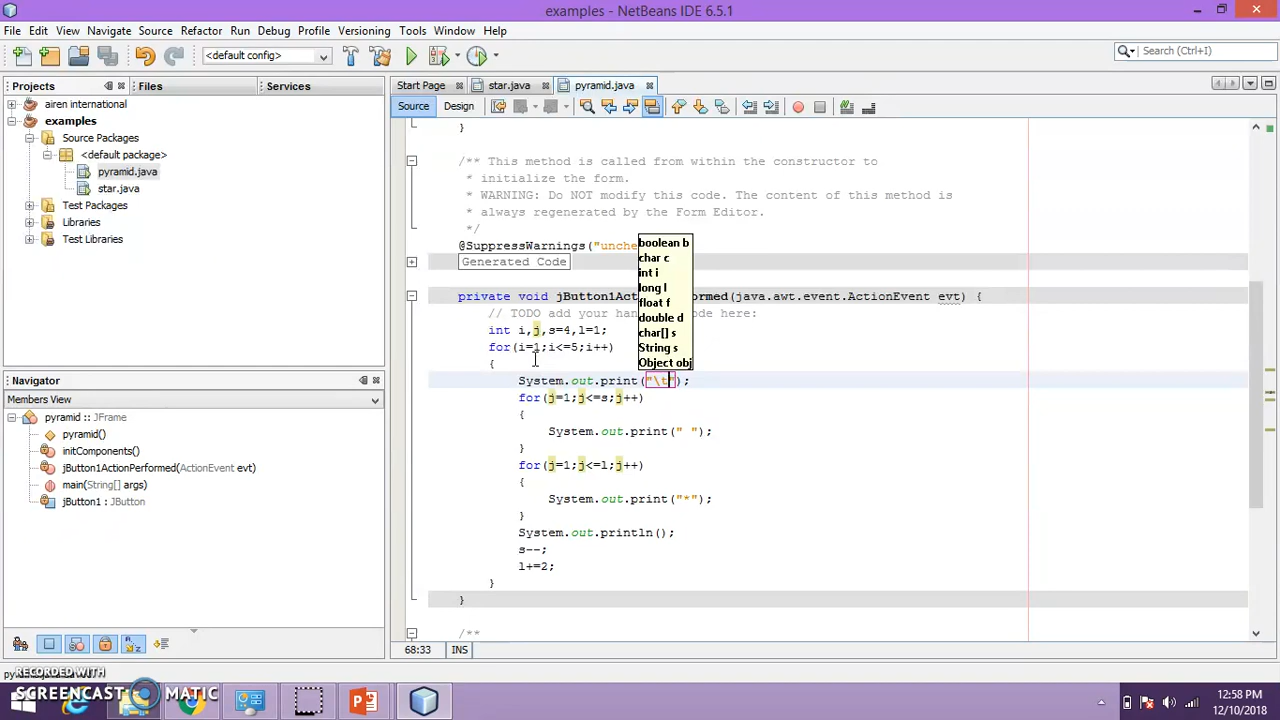 examples - NetBeans IDE 6.5.1
File Edit View Navigate Source Refactor Run Debug Profile Versioning Tools Window Help
<default config>
Search (Ctrl+I)
Projects Files Services
airen international
examples
Source Packages
<default package>
pyramid.java
star.java
Test Packages
Libraries
Test Libraries
Navigator
Members View
pyramid :: JFrame
pyramid()
initComponents()
jButton1ActionPerformed(ActionEvent evt)
main(String[] args)
jButton1 : JButton
Start Page star.java pyramid.java
Source Design
}
/** This method is called from within the constructor to
* initialize the form.
* WARNING: Do NOT modify this code. The content of this method is
* always regenerated by the Form Editor.
*/
@SuppressWarnings("unche
Generated Code
private void jButton1Act rmed(java.awt.event.ActionEvent evt) {
// TODO add your han ode here:
int i,j,s=4,l=1;
for(i=1;i<=5;i++)
{
System.out.print("\t");
for(j=1;j<=s;j++)
{
System.out.print(" ");
}
for(j=1;j<=l;j++)
{
System.out.print("*");
}
System.out.println();
s--;
l+=2;
}
}
/**
boolean b
char c
int i
long l
float f
double d
char[] s
String s
Object obj
68:33 INS
RECORDED WITH
SCREENCAST MATIC
12:58 PM
12/10/2018